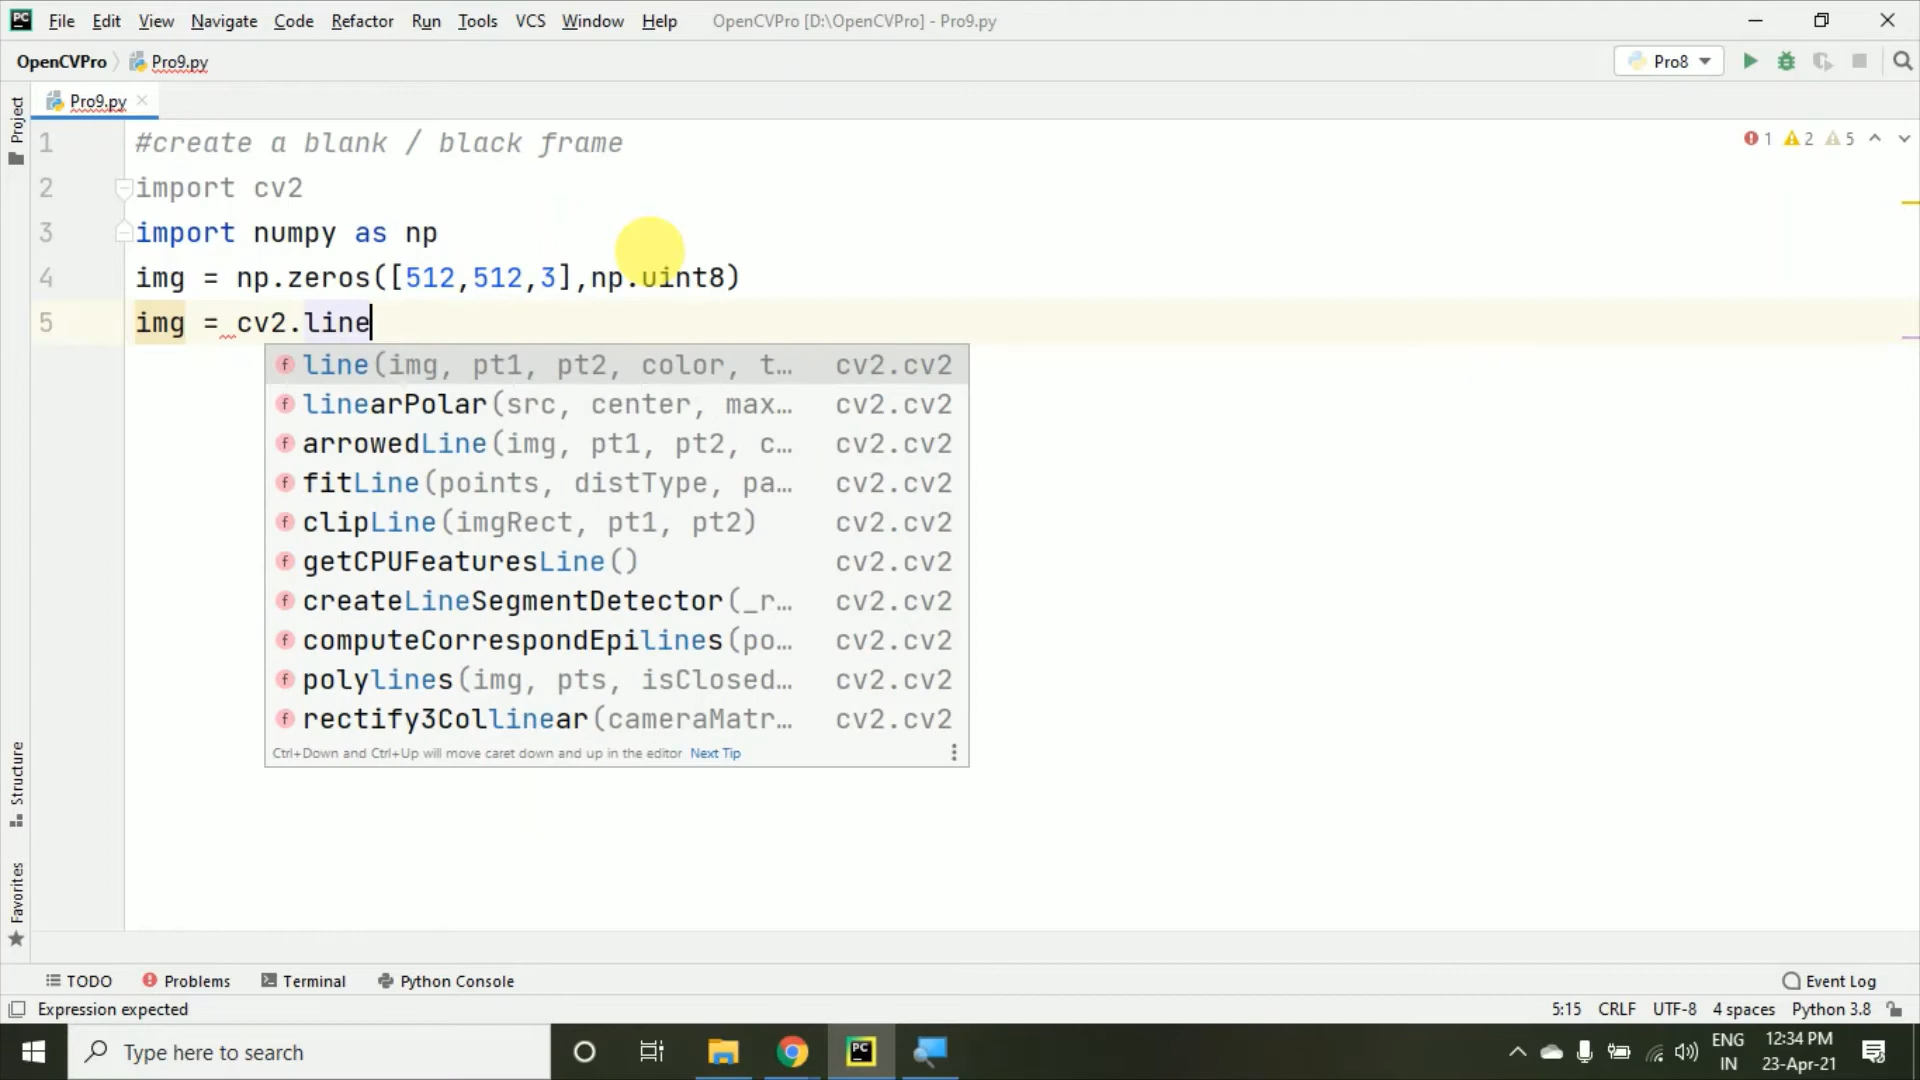 File Edit View Navigate Code Refactor Run Tools VCS Window Help OpenCVPro [D:\OpenCVPro] - Pro9.py
OpenCVPro Pro9.py Pro8
Pro9.py
Project
1 #create a blank / black frame
1 2 5
2 import cv2
3 import numpy as np
4 img = np.zeros([512,512,3],np.uint8)
5 img = cv2.line
line(img, pt1, pt2, color, t… cv2.cv2
linearPolar(src, center, max… cv2.cv2
arrowedLine(img, pt1, pt2, c… cv2.cv2
fitLine(points, distType, pa… cv2.cv2
clipLine(imgRect, pt1, pt2) cv2.cv2
getCPUFeaturesLine() cv2.cv2
createLineSegmentDetector(_r… cv2.cv2
computeCorrespondEpilines(po… cv2.cv2
polylines(img, pts, isClosed… cv2.cv2
rectify3Collinear(cameraMatr… cv2.cv2
Ctrl+Down and Ctrl+Up will move caret down and up in the editor Next Tip
Structure
Favorites
TODO Problems Terminal Python Console Event Log
Expression expected 5:15 CRLF UTF-8 4 spaces Python 3.8
Type here to search
ENG
IN
12:34 PM
23-Apr-21